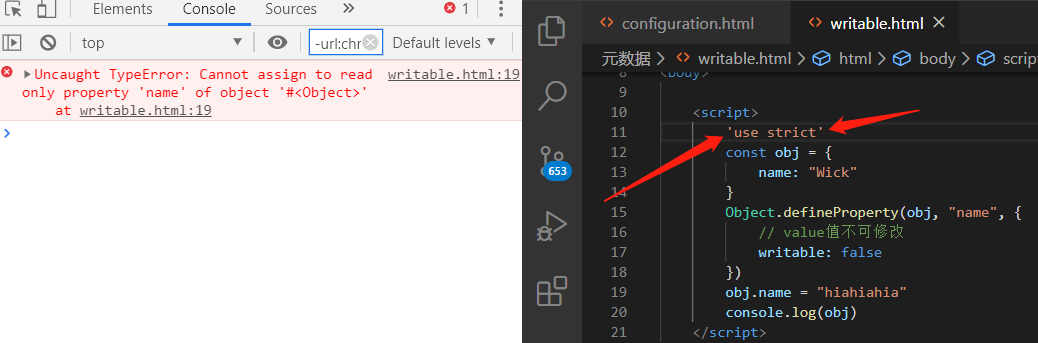 Elements Console Sources » 1
top -url:chr Default levels ▼
Uncaught TypeError: Cannot assign to read writable.html:19
only property 'name' of object '#<Object>'
at writable.html:19
653
configuration.html writable.html
元数据 > writable.html > html > body > script
8 <body>
9
10 <script>
11 'use strict'
12 const obj = {
13 name: "Wick"
14 }
15 Object.defineProperty(obj, "name", {
16 // value值不可修改
17 writable: false
18 })
19 obj.name = "hiahiahia"
20 console.log(obj)
21 </script>